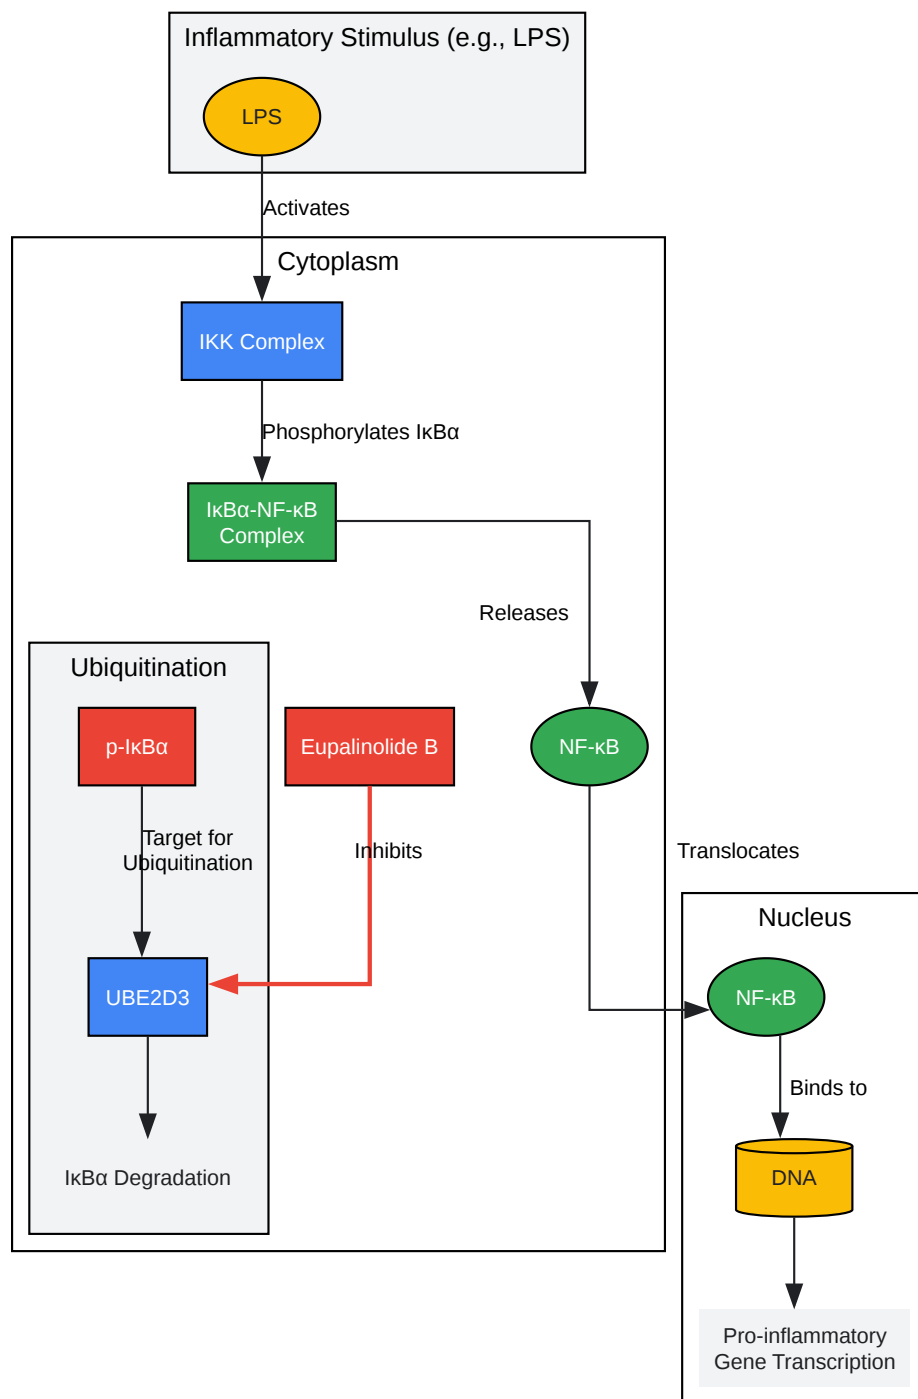 Inflammatory Stimulus (e.g., LPS)
LPS
Activates
Cytoplasm
IKK Complex
Phosphorylates IκBα
IκBα-NF-κB
Complex
Releases
Ubiquitination
p-IκBα
Eupalinolide B
NF-κB
Target for
Ubiquitination
Inhibits
Translocates
Nucleus
UBE2D3
NF-κB
Binds to
IκBα Degradation
DNA
Pro-inflammatory
Gene Transcription